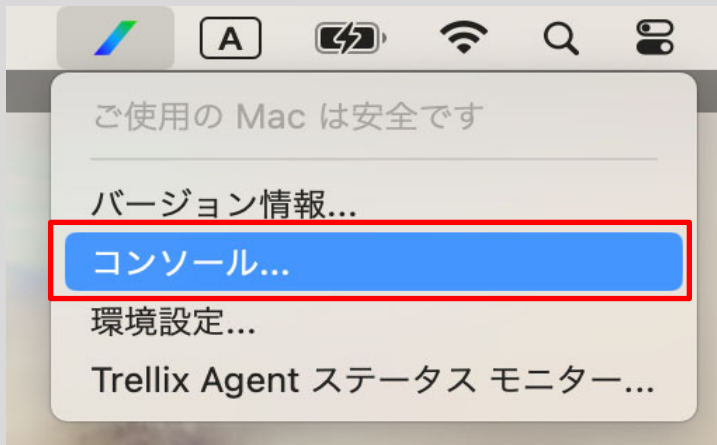 A
ご使用の Mac は安全です
バージョン情報...
コンソール...
環境設定...
Trellix Agent ステータス モニター...